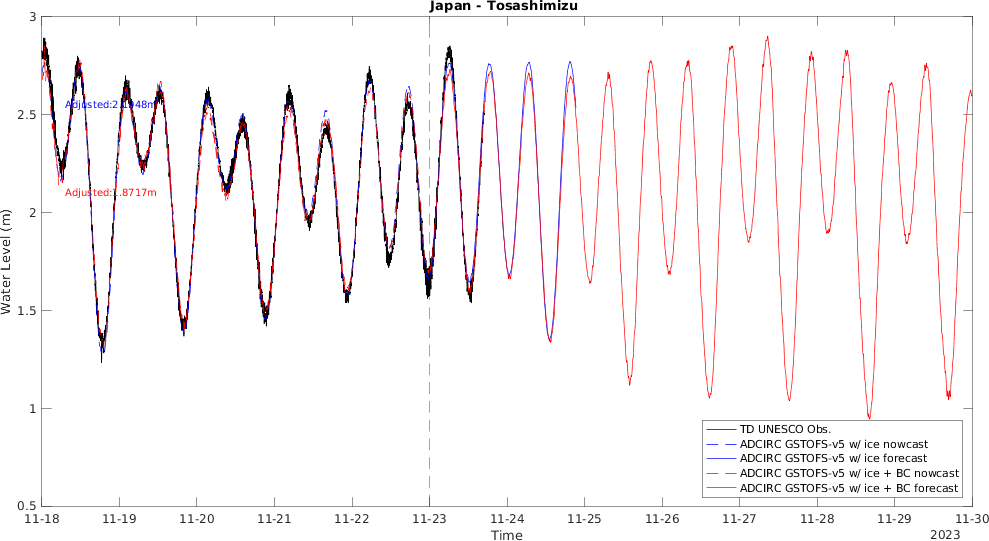 Japan - Tosashimizu
3
2.5
2
1.5
1
0.5
Water Level (m)
Adjusted:2.1948m
Adjusted:1.8717m
TD UNESCO Obs.
ADCIRC GSTOFS-v5 w/ ice nowcast
ADCIRC GSTOFS-v5 w/ ice forecast
ADCIRC GSTOFS-v5 w/ ice + BC nowcast
ADCIRC GSTOFS-v5 w/ ice + BC forecast
11-18 11-19 11-20 11-21 11-22 11-23 11-24 11-25 11-26 11-27 11-28 11-29 11-30
Time
2023